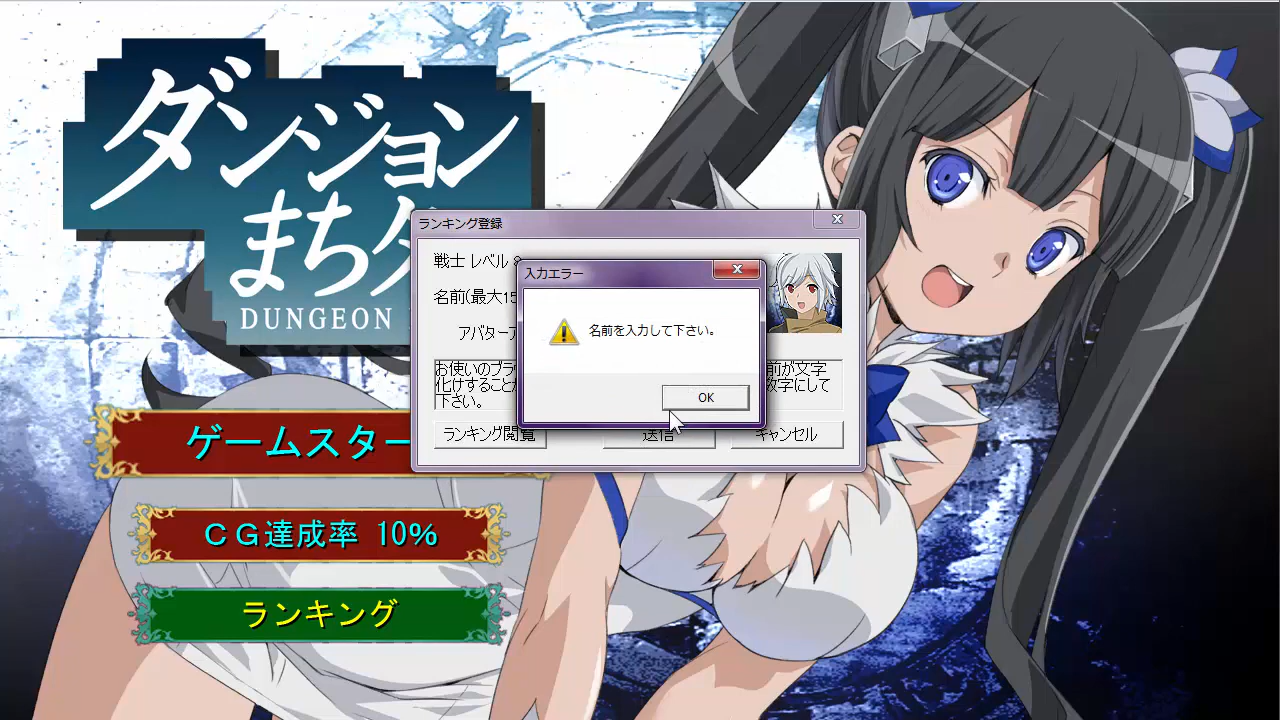 ダンジョン
まち
DUNGEON
ランキング登録
戦士 レベル
入力エラー
名前(最大15
名前を入力して下さい。
アバター
お使いのブラ
前が文字
化けすること
数字にして
下さい。
OK
ランキング閲覧
送信
キャンセル
ゲームスター
CG達成率 10%
ランキング